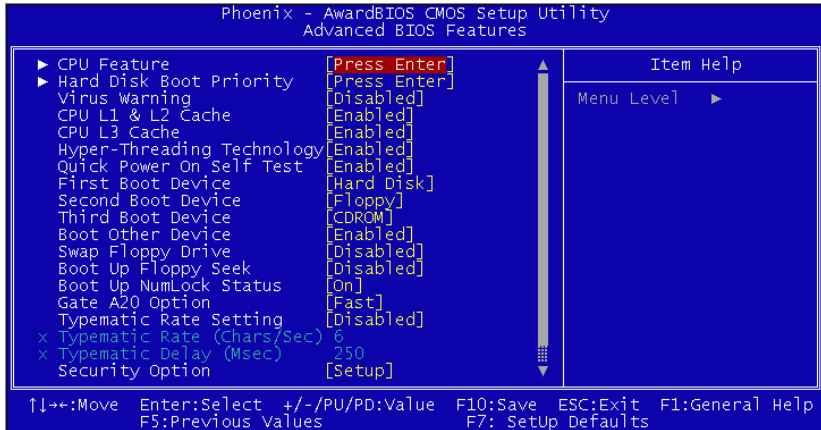 Phoenix - AwardBIOS CMOS Setup Utility
Advanced BIOS Features
▶ CPU Feature [Press Enter]
▶ Hard Disk Boot Priority [Press Enter]
Virus Warning [Disabled]
CPU L1 & L2 Cache [Enabled]
CPU L3 Cache [Enabled]
Hyper-Threading Technology [Enabled]
Quick Power On Self Test [Enabled]
First Boot Device [Hard Disk]
Second Boot Device [Floppy]
Third Boot Device [CDROM]
Boot Other Device [Enabled]
Swap Floppy Drive [Disabled]
Boot Up Floppy Seek [Disabled]
Boot Up NumLock Status [On]
Gate A20 Option [Fast]
Typematic Rate Setting [Disabled]
x Typematic Rate (Chars/Sec) 6
x Typematic Delay (Msec) 250
Security Option [Setup]
Item Help
Menu Level ▶
↑↓→←:Move Enter:Select +/-/PU/PD:Value F10:Save ESC:Exit F1:General Help
F5:Previous Values F7: SetUp Defaults